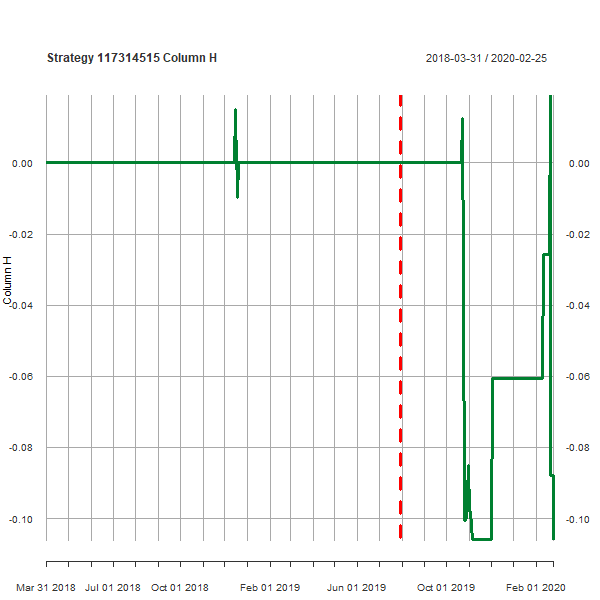 Strategy 117314515 Column H
2018-03-31 / 2020-02-25
0.00
0.00
-0.02
-0.02
Column H
-0.04
-0.04
-0.06
-0.06
-0.08
-0.08
-0.10
-0.10
Mar 31 2018
Jul 01 2018
Oct 01 2018
Feb 01 2019
Jun 01 2019
Oct 01 2019
Feb 01 2020